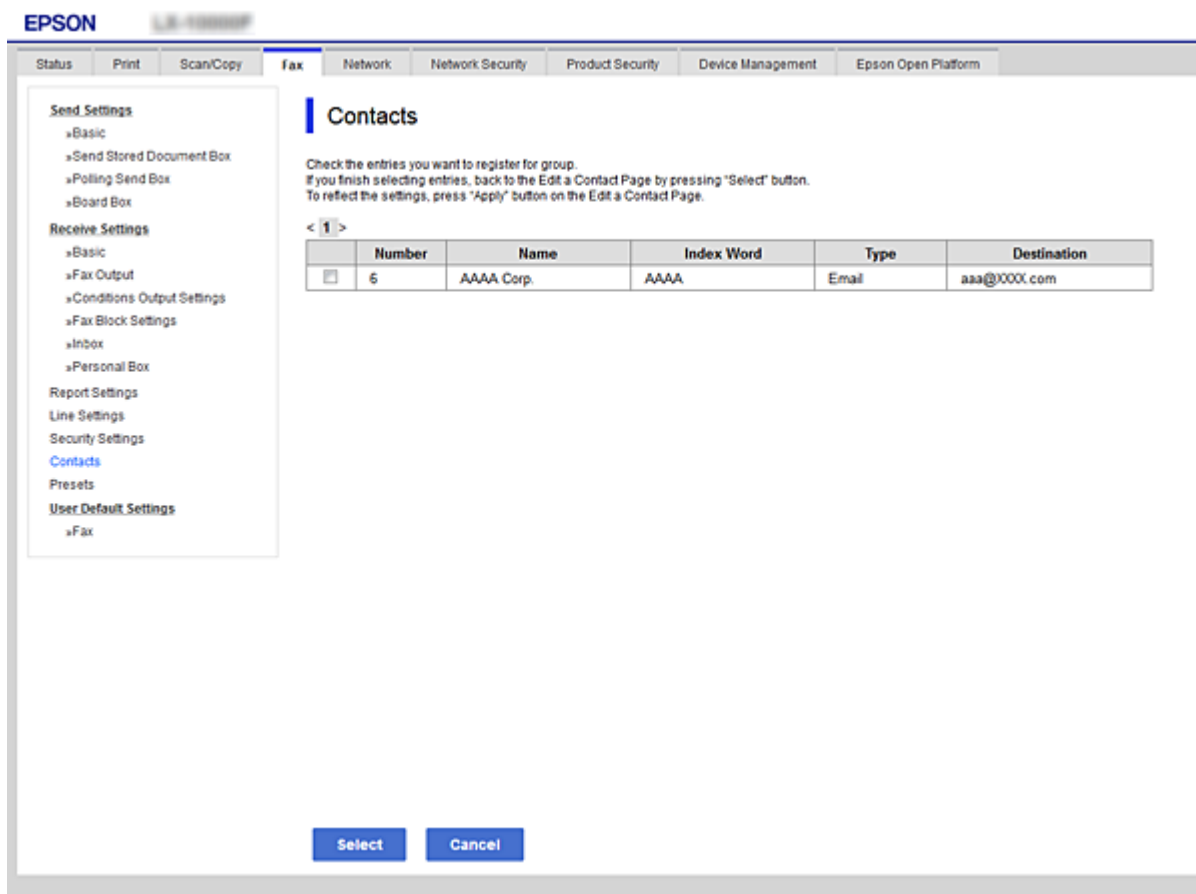 EPSON
Status Print Scan/Copy Fax Network Network Security Product Security Device Management Epson Open Platform
Send Settings
»Basic
»Send Stored Document Box
»Polling Send Box
»Board Box
Receive Settings
»Basic
»Fax Output
»Conditions Output Settings
»Fax Block Settings
»Inbox
»Personal Box
Report Settings
Line Settings
Security Settings
Contacts
Presets
User Default Settings
»Fax
Contacts
Check the entries you want to register for group.
If you finish selecting entries, back to the Edit a Contact Page by pressing "Select" button.
To reflect the settings, press "Apply" button on the Edit a Contact Page.
< 1 >
Number Name Index Word Type Destination
6 AAAA Corp. AAAA Email aaa@XXXX.com
Select Cancel